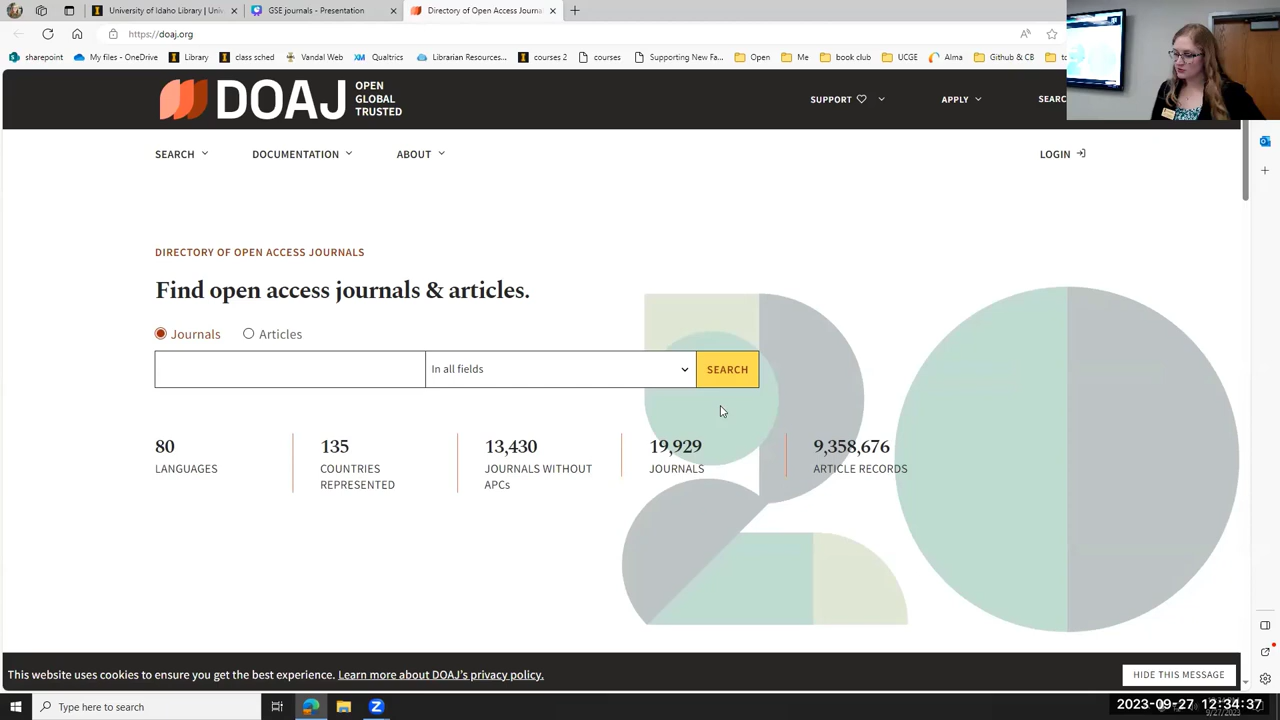 University of Idaho Library | Uni
GSE journals - Presentation
Directory of Open Access Journa
https://doaj.org
sharepoint
My files - OneDrive
Library
class sched
Vandal Web
Qualtrics
Librarian Resources...
courses 2
courses
Supporting New Fa...
Open
Me
book club
UCGE
Alma
Github & CB
DOAJ
OPEN
GLOBAL
TRUSTED
SUPPORT
APPLY
SEARC
SEARCH
DOCUMENTATION
ABOUT
LOGIN
DIRECTORY OF OPEN ACCESS JOURNALS
Find open access journals & articles.
Journals
Articles
In all fields
SEARCH
80
LANGUAGES
135
COUNTRIES
REPRESENTED
13,430
JOURNALS WITHOUT
APCs
19,929
JOURNALS
9,358,676
ARTICLE RECORDS
This website uses cookies to ensure you get the best experience. Learn more about DOAJ's privacy policy.
HIDE THIS MESSAGE
Type here to search
2023-09-27 12:34:37
9/27/2023